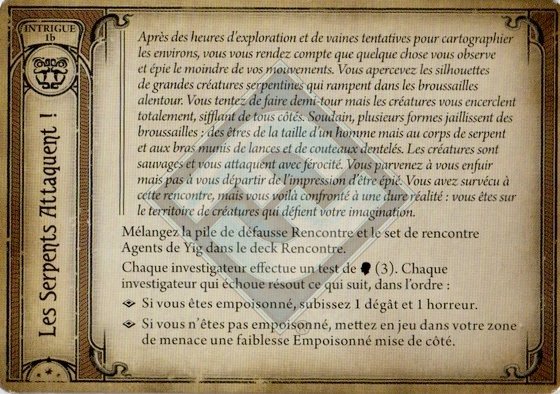 INTRIGUE
1b
Les Serpents Attaquent !
Après des heures d'exploration et de vaines tentatives pour cartographier
les environs, vous vous rendez compte que quelque chose vous observe
et épie le moindre de vos mouvements. Vous apercevez les silhouettes
de grandes créatures serpentines qui rampent dans les broussailles
alentour. Vous tentez de faire demi-tour mais les créatures vous encerclent
totalement, sifflant de tous côtés. Soudain, plusieurs formes jaillissent des
broussailles ; des êtres de la taille d'un homme mais au corps de serpent
et aux bras munis de lances et de couteaux dentelés. Les créatures sont
sauvages et vous attaquent avec férocité. Vous parvenez à vous enfuir
mais pas à vous départir de l'impression d'être épié. Vous avez survécu à
cette rencontre, mais vous voilà confronté à une dure réalité : vous êtes sur
le territoire de créatures qui défient votre imagination.
Mélangez la pile de défausse Rencontre et le set de rencontre
Agents de Yig dans le deck Rencontre.
Chaque investigateur effectue un test de (3). Chaque
investigateur qui échoue résout ce qui suit, dans l'ordre :
Si vous êtes empoisonné, subissez 1 dégât et 1 horreur.
Si vous n'êtes pas empoisonné, mettez en jeu dans votre zone
de menace une faiblesse Empoisonné mise de côté.